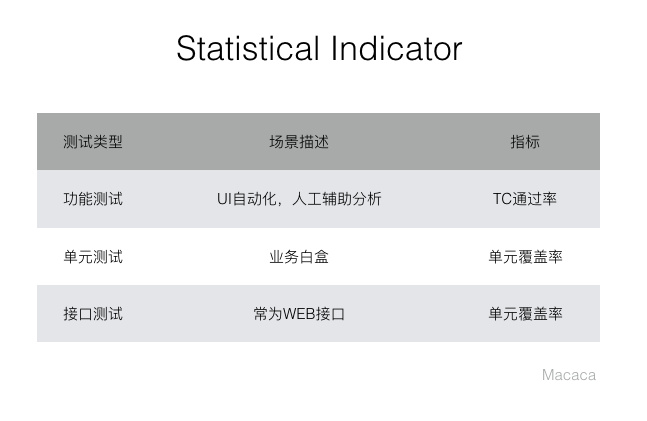 Statistical Indicator
测试类型 场景描述 指标
功能测试 UI自动化，人工辅助分析 TC通过率
单元测试 业务白盒 单元覆盖率
接口测试 常为WEB接口 单元覆盖率
Macaca